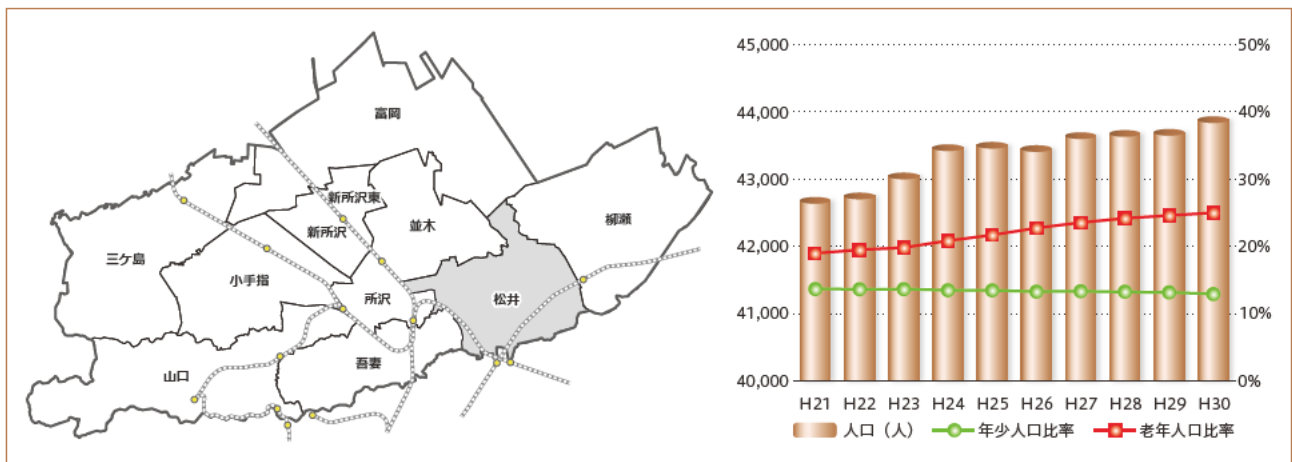 富岡
新所沢東
新所沢
並木
柳瀬
三ケ島
小手指
所沢
松井
吾妻
山口
45,000
44,000
43,000
42,000
41,000
40,000
50%
40%
30%
20%
10%
0%
H21 H22 H23 H24 H25 H26 H27 H28 H29 H30
人口（人） 年少人口比率 老年人口比率